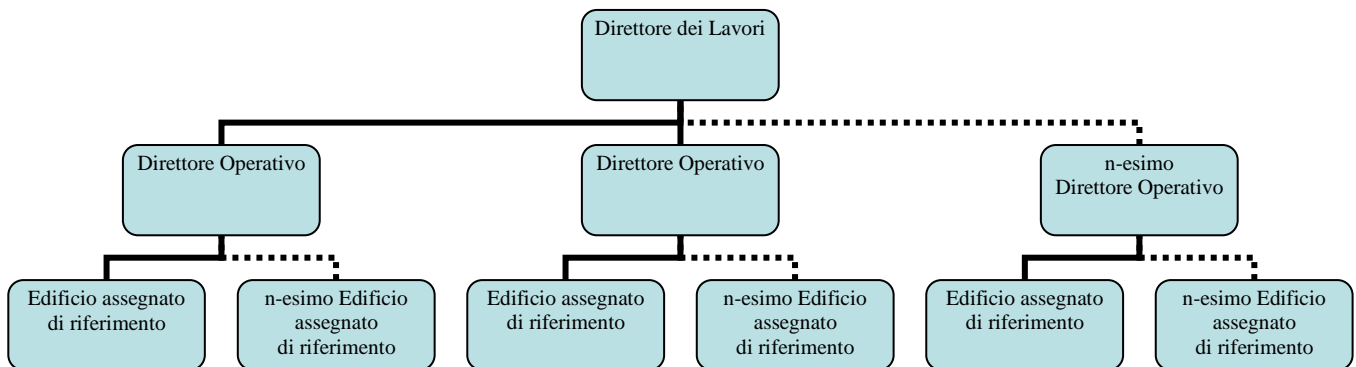 Direttore dei Lavori
Direttore Operativo
Direttore Operativo
n-esimo
Direttore Operativo
Edificio assegnato
di riferimento
n-esimo Edificio
assegnato
di riferimento
Edificio assegnato
di riferimento
n-esimo Edificio
assegnato
di riferimento
Edificio assegnato
di riferimento
n-esimo Edificio
assegnato
di riferimento